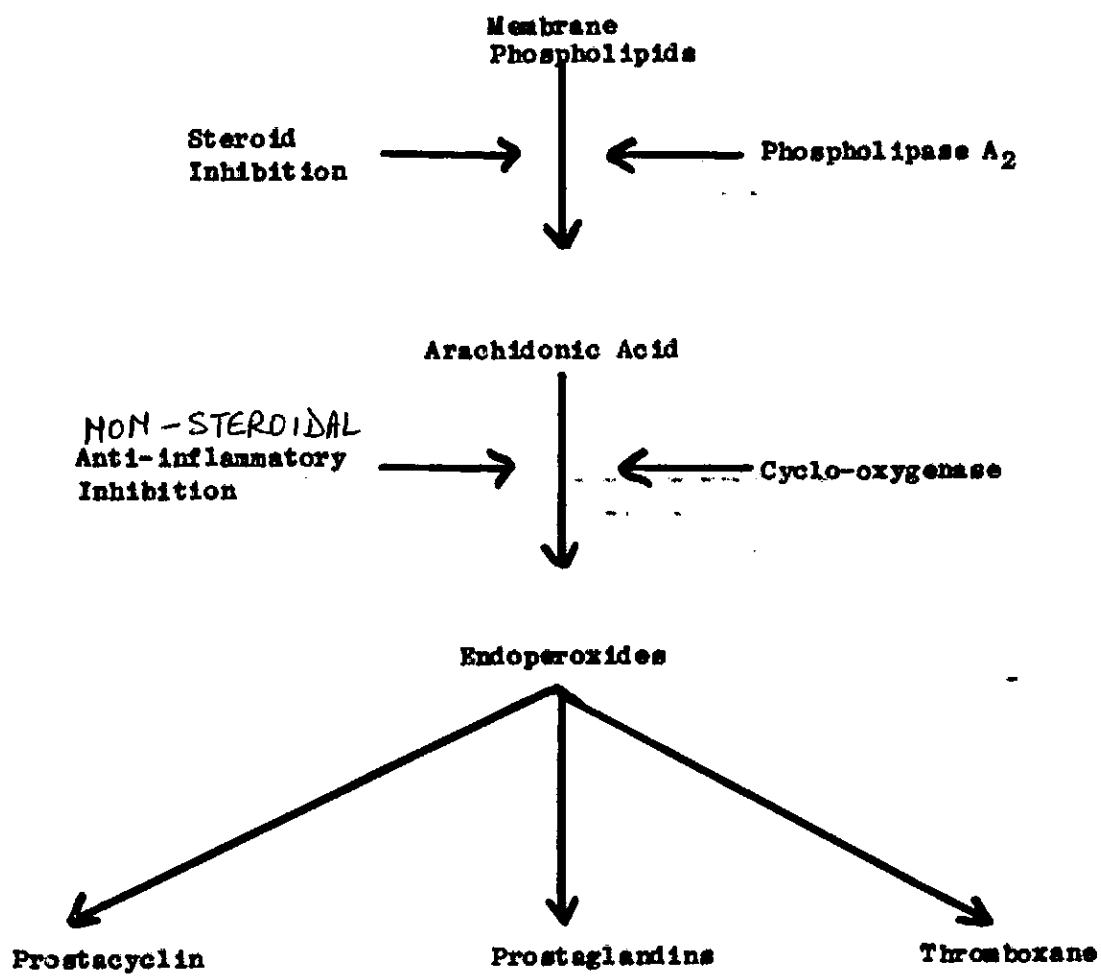 Membrane
Phospholipids
Steroid
Inhibition
Phospholipase A₂
Arachidonic Acid
NON-STEROIDAL
Anti-inflammatory
Inhibition
Cyclo-oxygenase
Endoperoxides
Prostacyclin
Prostaglandins
Thromboxane